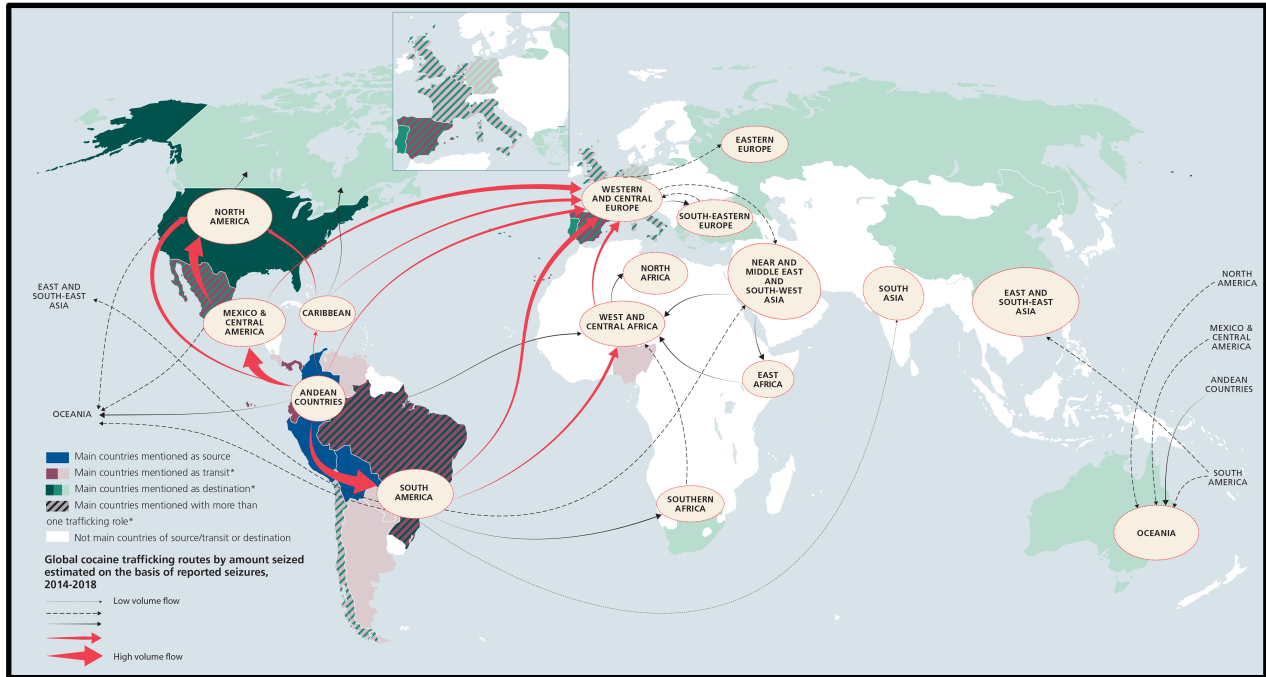 EASTERN
EUROPE
WESTERN
AND CENTRAL
EUROPE
NORTH
AMERICA
SOUTH-EASTERN
EUROPE
NORTH
AFRICA
NEAR AND
MIDDLE EAST
AND
SOUTH-WEST
ASIA
SOUTH
ASIA
EAST AND
SOUTH-EAST
ASIA
NORTH
AMERICA
EAST AND
SOUTH-EAST
ASIA
MEXICO &
CENTRAL
AMERICA
CARIBBEAN
WEST AND
CENTRAL AFRICA
MEXICO &
CENTRAL
AMERICA
EAST
AFRICA
ANDEAN
COUNTRIES
ANDEAN
COUNTRIES
OCEANIA
SOUTH
AMERICA
SOUTHERN
AFRICA
SOUTH
AMERICA
OCEANIA
Main countries mentioned as source
Main countries mentioned as transit*
Main countries mentioned as destination*
Main countries mentioned with more than
one trafficking role*
Not main countries of source/transit or destination
Global cocaine trafficking routes by amount seized
estimated on the basis of reported seizures,
2014-2018
Low volume flow
High volume flow